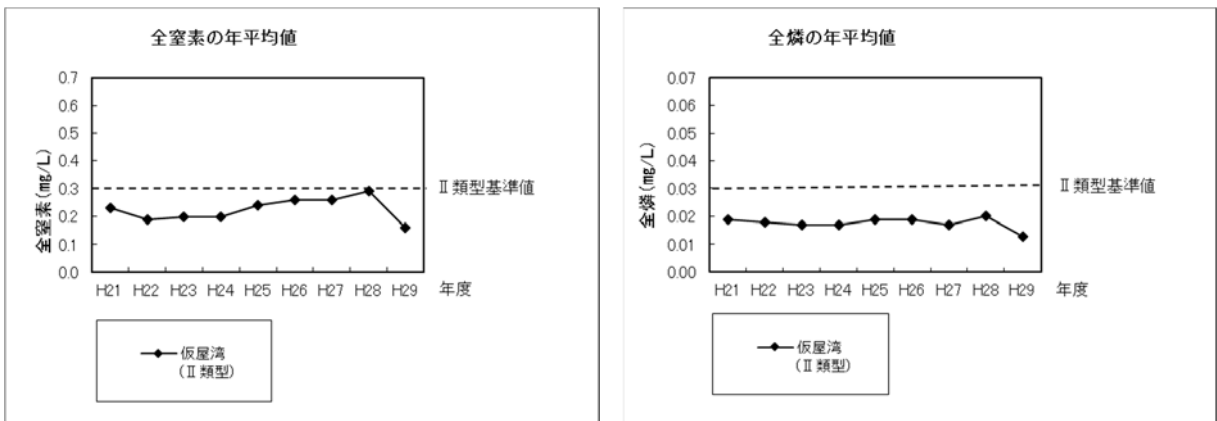 全窒素の年平均値
0.7
0.6
0.5
0.4
0.3
0.2
0.1
0.0
全窒素(mg/L)
Ⅱ類型基準値
H21 H22 H23 H24 H25 H26 H27 H28 H29 年度
仮屋湾
(Ⅱ類型)
全燐の年平均値
0.07
0.06
0.05
0.04
0.03
0.02
0.01
0.00
全燐(mg/L)
Ⅱ類型基準値
H21 H22 H23 H24 H25 H26 H27 H28 H29 年度
仮屋湾
(Ⅱ類型)